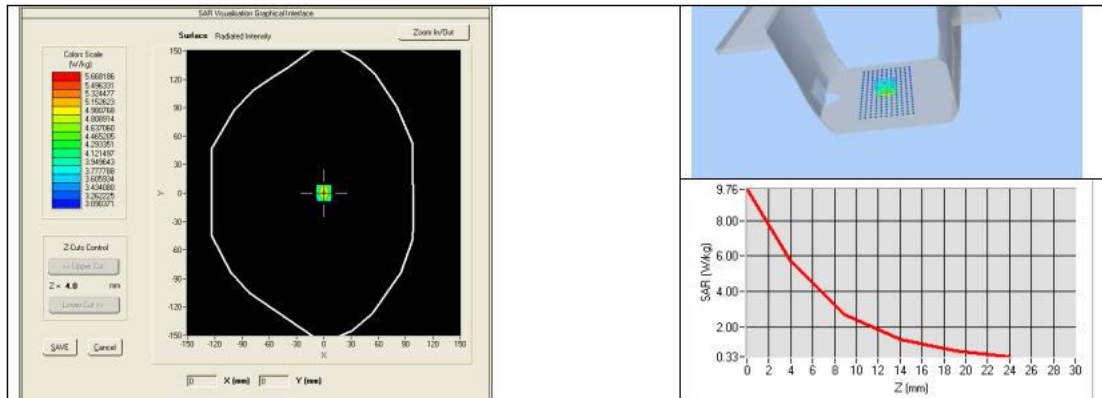 SAR Visualisation Graphical Interface
Surface Radiated Intensity
Zoom In/Out
Colors Scale
(W/kg)
5.668186
5.496331
5.324477
5.152623
4.980768
4.808914
4.637060
4.465205
4.293351
4.121497
3.949643
3.777788
3.605934
3.434080
3.262225
3.090371
Z-Cuts Control
<< Upper Cut
Z = 4.0 mm
Lower Cut >>
SAVE Cancel
150
120
90
60
30
0
-30
-60
-90
-120
-150
Y
-150 -120 -90 -60 -30 0 30 60 90 120 150
X
0 X (mm) 0 Y (mm)
9.76
8.00
6.00
4.00
2.00
0.33
SAR (W/kg)
0 2 4 6 8 10 12 14 16 18 20 22 24 26 28 30
Z (mm)